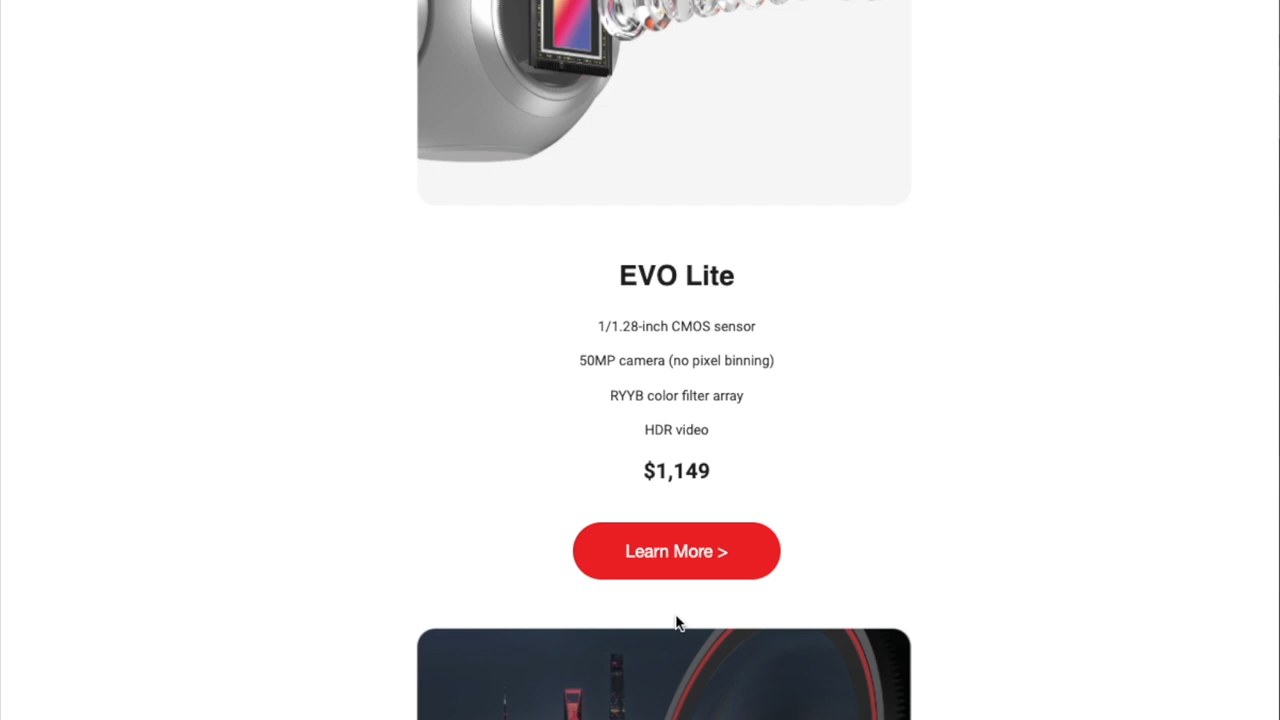 EVO Lite
1/1.28-inch CMOS sensor
50MP camera (no pixel binning)
RYYB color filter array
HDR video
$1,149
Learn More >